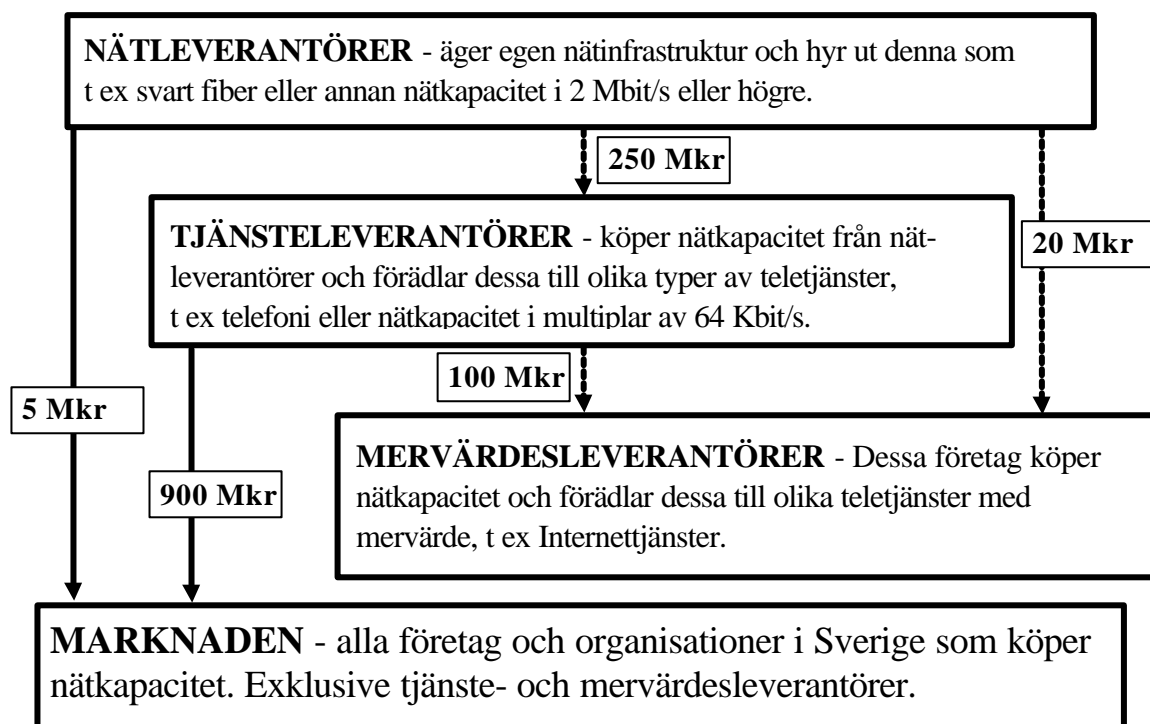 NÄTLEVERANTÖRER - äger egen nätinfrastruktur och hyr ut denna som
t ex svart fiber eller annan nätkapacitet i 2 Mbit/s eller högre.
250 Mkr
TJÄNSTELEVERANTÖRER - köper nätkapacitet från nät-
leverantörer och förädlar dessa till olika typer av teletjänster,
t ex telefoni eller nätkapacitet i multiplar av 64 Kbit/s.
20 Mkr
100 Mkr
5 Mkr
MERVÄRDESLEVERANTÖRER - Dessa företag köper
nätkapacitet och förädlar dessa till olika teletjänster med
mervärde, t ex Internettjänster.
900 Mkr
MARKNADEN - alla företag och organisationer i Sverige som köper
nätkapacitet. Exklusive tjänste- och mervärdesleverantörer.